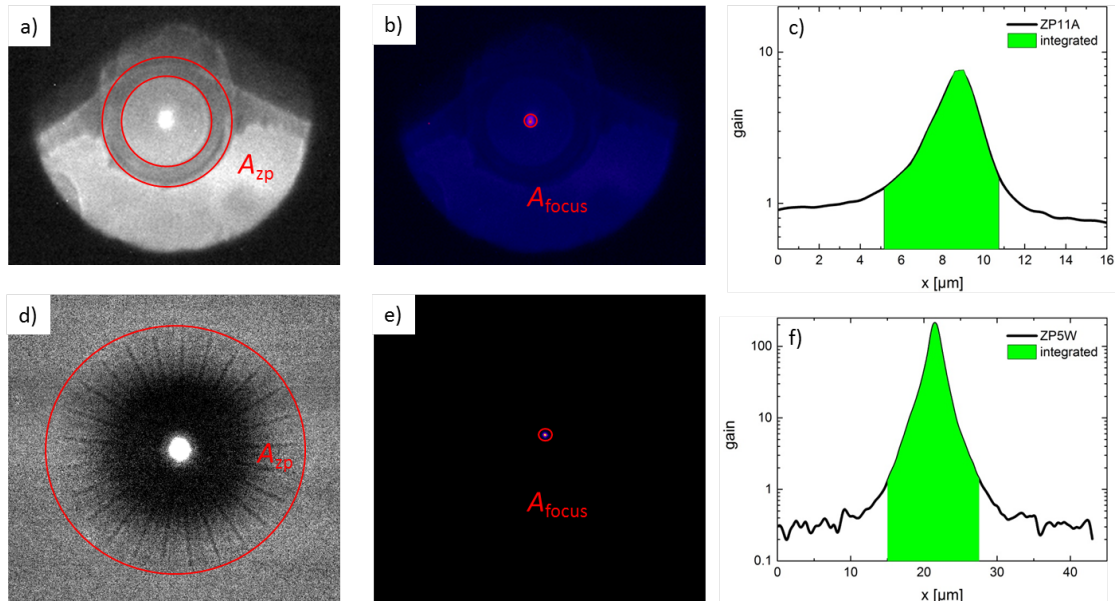 a)
A_zp
b)
A_focus
c)
ZP11A
integrated
gain
10
1
0 2 4 6 8 10 12 14 16
x [µm]
d)
A_zp
e)
A_focus
f)
ZP5W
integrated
gain
100
10
1
0.1
0 10 20 30 40
x [µm]